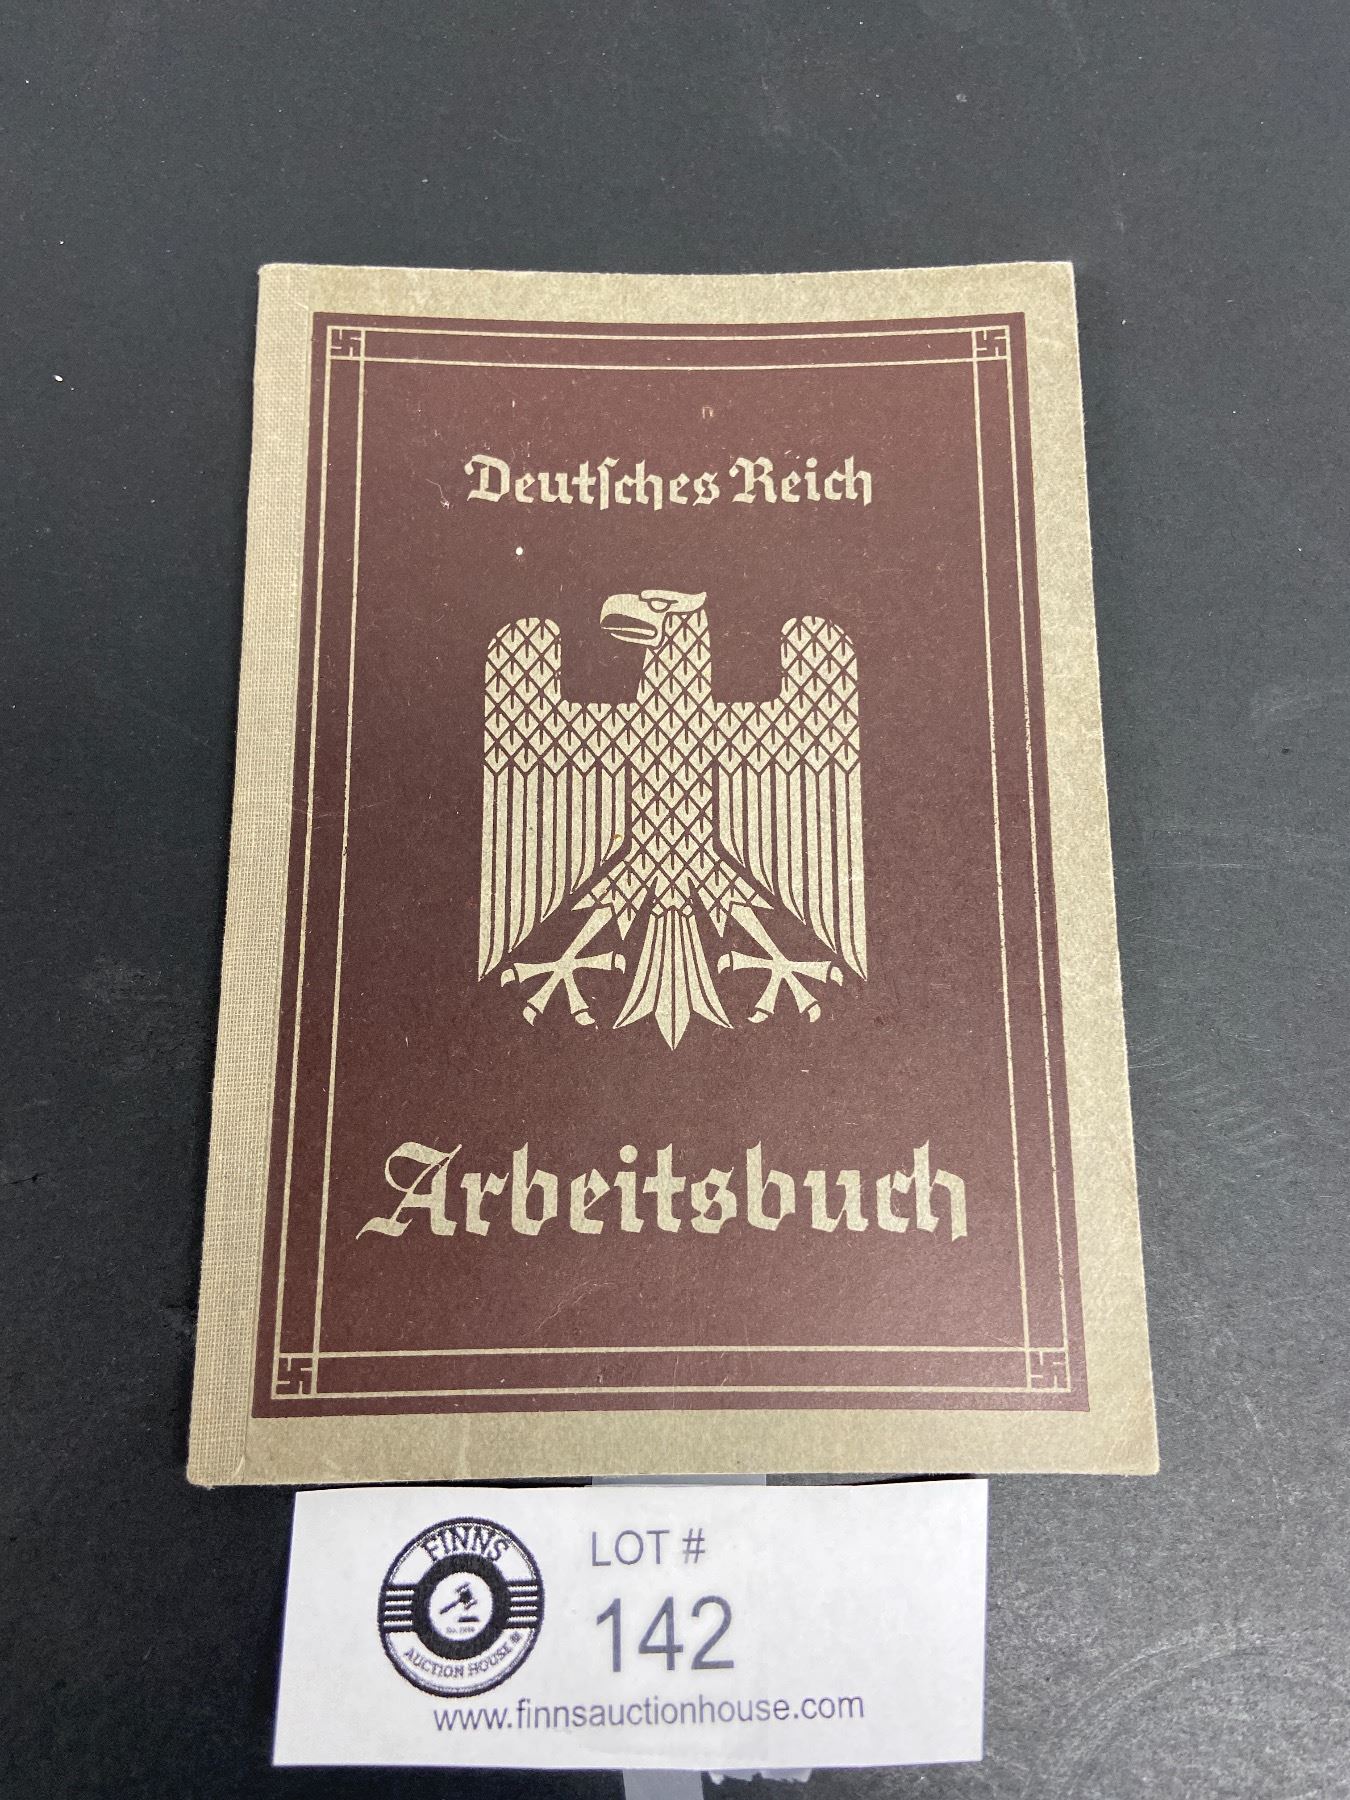 Deutſches Reich
Arbeitsbuch
FINNS
AUCTION HOUSE
LOT #
142
www.finnsauctionhouse.com